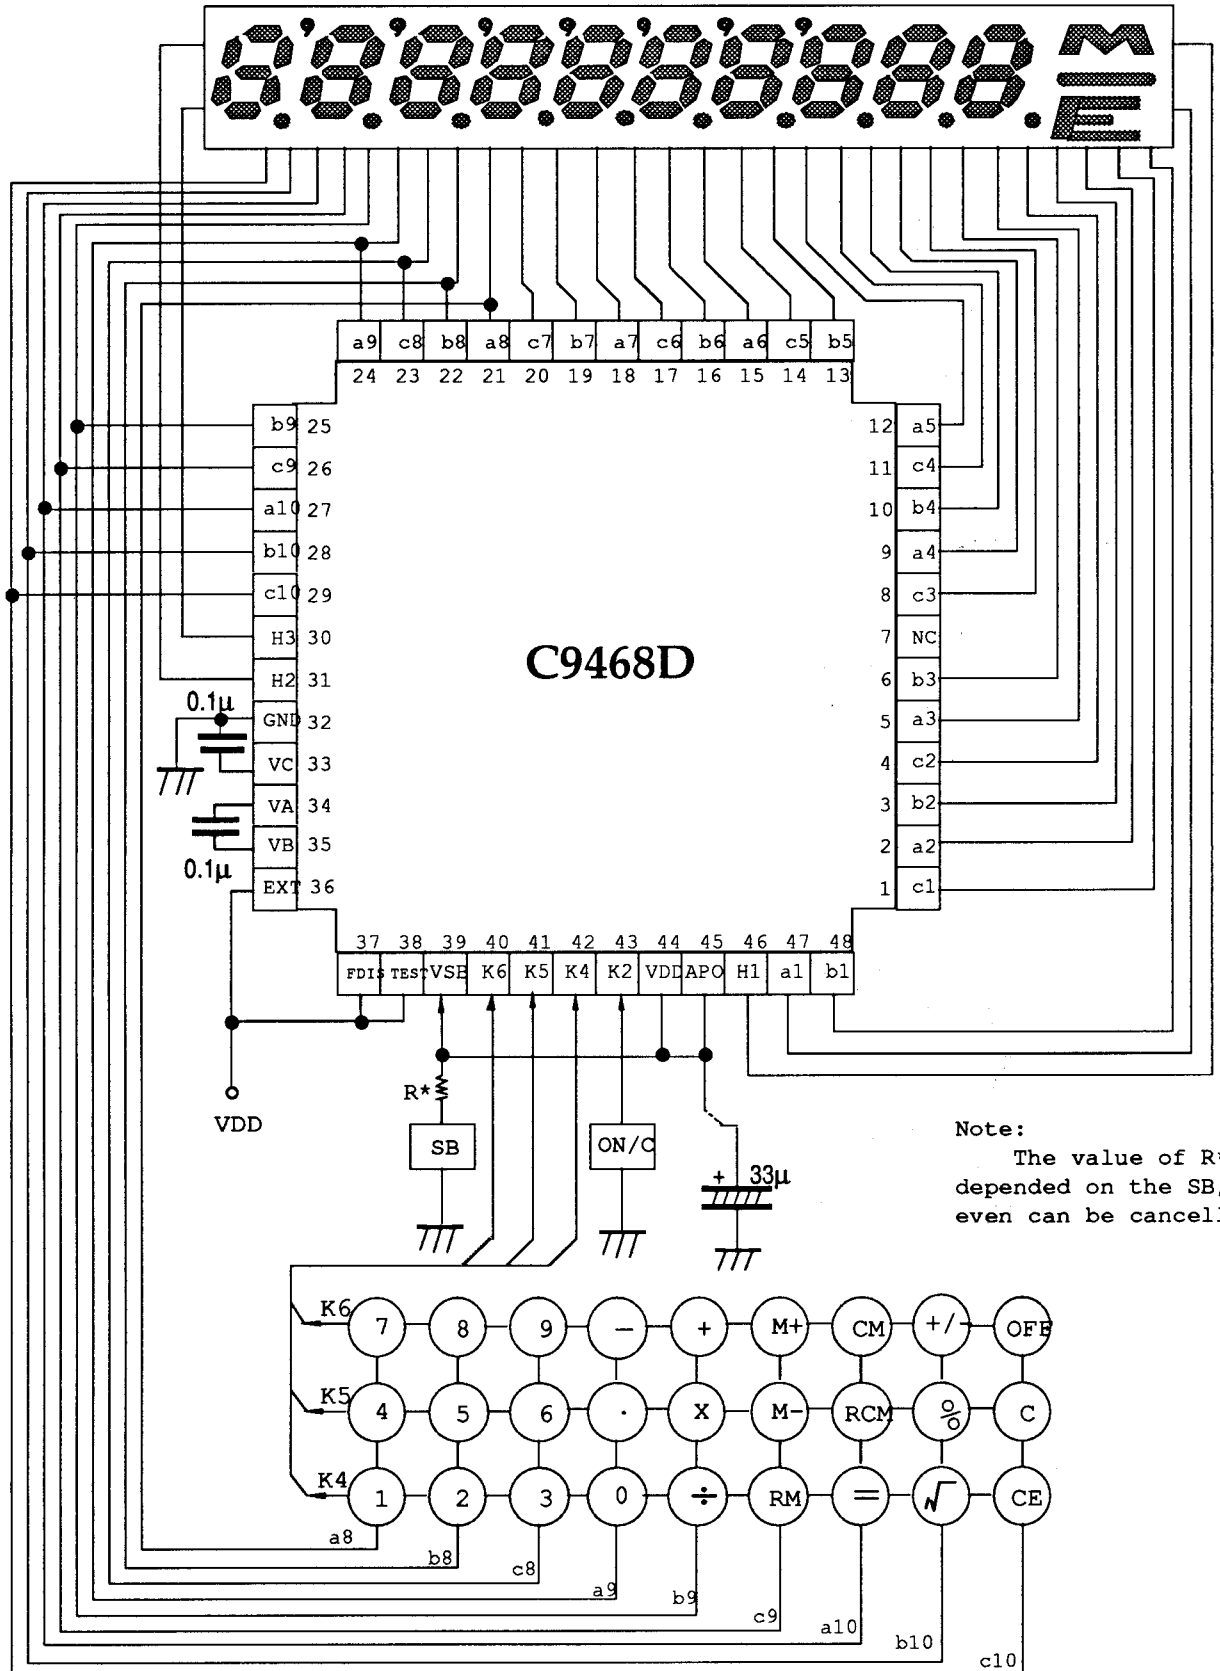 M
E
a9 c8 b8 a8 c7 b7 a7 c6 b6 a6 c5 b5
24 23 22 21 20 19 18 17 16 15 14 13
b9 25 12 a5
c9 26 11 c4
a10 27 10 b4
b10 28 9 a4
c10 29 8 c3
H3 30 7 NC
C9468D
H2 31 6 b3
0.1μ
GND 32 5 a3
VC 33 4 c2
VA 34 3 b2
VB 35 2 a2
0.1μ
EXT 36 1 c1
37 38 39 40 41 42 43 44 45 46 47 48
FDIS TEST VSB K6 K5 K4 K2 VDD APO H1 a1 b1
R*
VDD
SB ON/C
+ 33μ
Note:
The value of R*
depended on the SB,
even can be cancell
K6 7 8 9 − + M+ CM +/- OFF
K5 4 5 6 · X M- RCM % C
K4 1 2 3 0 ÷ RM = √ CE
a8
b8
c8
a9
b9
c9
a10
b10
c10